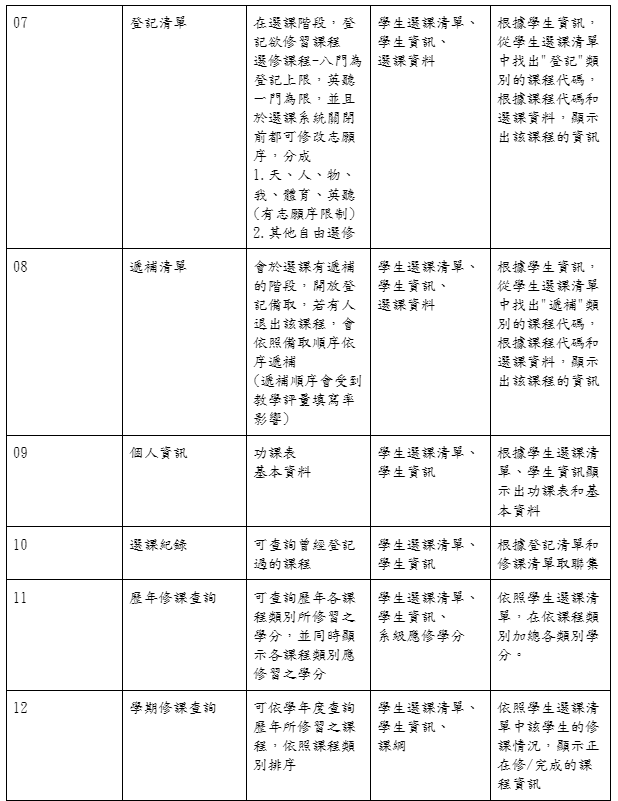 07
登記清單
在選課階段，登
記欲修習課程
選修課程-八門為
登記上限，英聽
一門為限，並且
於選課系統關閉
前都可修改志願
序，分成
1.天、人、物、
我、體育、英聽
(有志願序限制)
2.其他自由選修
學生選課清單、
學生資訊、
選課資料
根據學生資訊，
從學生選課清單
中找出"登記"類
別的課程代碼，
根據課程代碼和
選課資料，顯示
出該課程的資訊
08
遞補清單
會於選課有遞補
的階段，開放登
記備取，若有人
退出該課程，會
依照備取順序依
序遞補
(遞補順序會受到
教學評量填寫率
影響)
學生選課清單、
學生資訊、
選課資料
根據學生資訊，
從學生選課清單
中找出"遞補"類
別的課程代碼，
根據課程代碼和
選課資料，顯示
出該課程的資訊
09
個人資訊
功課表
基本資料
學生選課清單、
學生資訊
根據學生選課清
單、學生資訊顯
示出功課表和基
本資料
10
選課紀錄
可查詢曾經登記
過的課程
學生選課清單、
學生資訊
根據登記清單和
修課清單取聯集
11
歷年修課查詢
可查詢歷年各課
程類別所修習之
學分，並同時顯
示各課程類別應
修習之學分
學生選課清單、
學生資訊、
系級應修學分
依照學生選課清
單，在依課程類
別加總各類別學
分。
12
學期修課查詢
可依學年度查詢
歷年所修習之課
程，依照課程類
別排序
學生選課清單、
學生資訊、
課綱
依照學生選課清
單中該學生的修
課情況，顯示正
在修/完成的課
程資訊